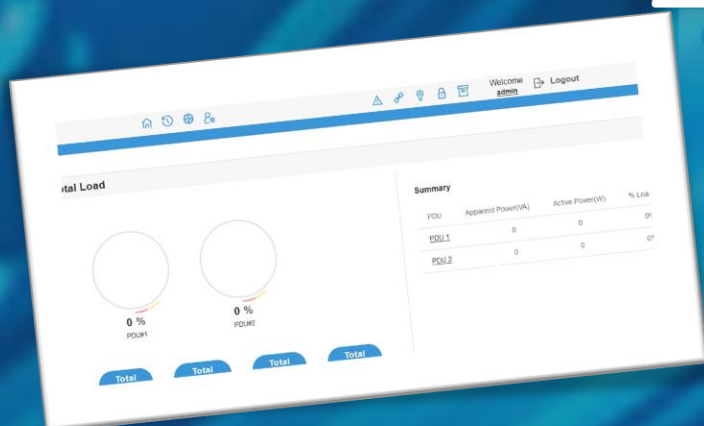 Welcome
admin
Logout
otal Load
Summary
PDU Apparent Power(VA) Active Power(W) % Loa
PDU 1 0 0 0%
PDU 2 0 0
0 %
PDU#1
0 %
PDU#2
Total Total Total Total